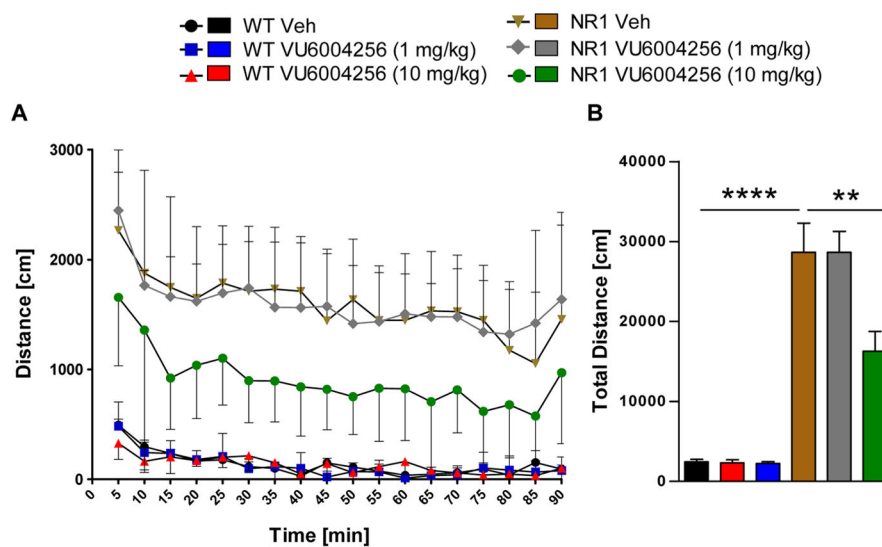 WT Veh
WT VU6004256 (1 mg/kg)
WT VU6004256 (10 mg/kg)
NR1 Veh
NR1 VU6004256 (1 mg/kg)
NR1 VU6004256 (10 mg/kg)
A
Distance [cm]
3000
2000
1000
0
0 5 10 15 20 25 30 35 40 45 50 55 60 65 70 75 80 85 90
Time [min]
B
Total Distance [cm]
40000
30000
20000
10000
0
**** **